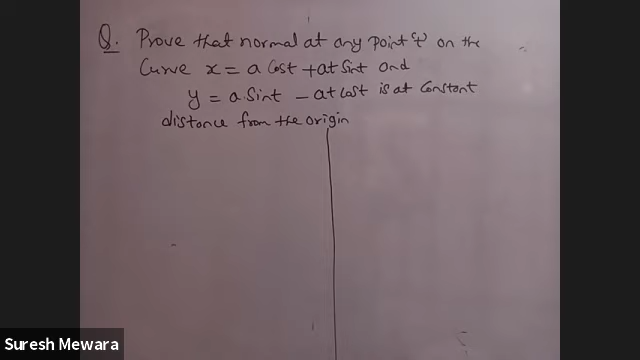 Q. Prove that normal at any point 't' on the
Curve x = a Cost + at Sint and
y = a.Sint - at Cost is at Constant
distance from the origin
Suresh Mewara